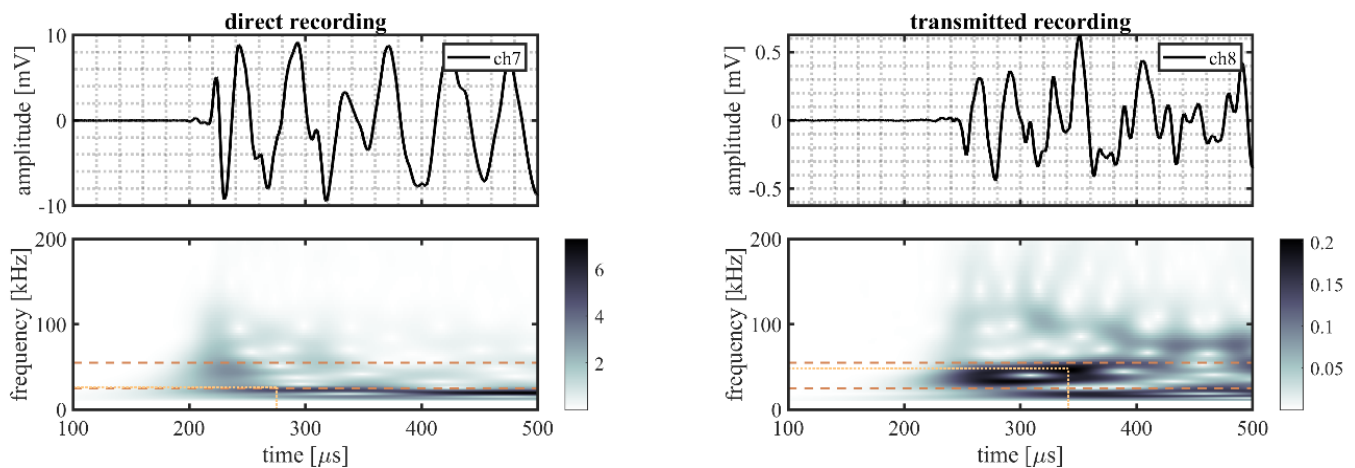 direct recording
transmitted recording
10
0
-10
amplitude [mV]
ch7
0.5
0
-0.5
amplitude [mV]
ch8
200
100
0
frequency [kHz]
6
4
2
100
200
300
400
500
time [μs]
200
100
0
frequency [kHz]
0.2
0.15
0.1
0.05
100
200
300
400
500
time [μs]